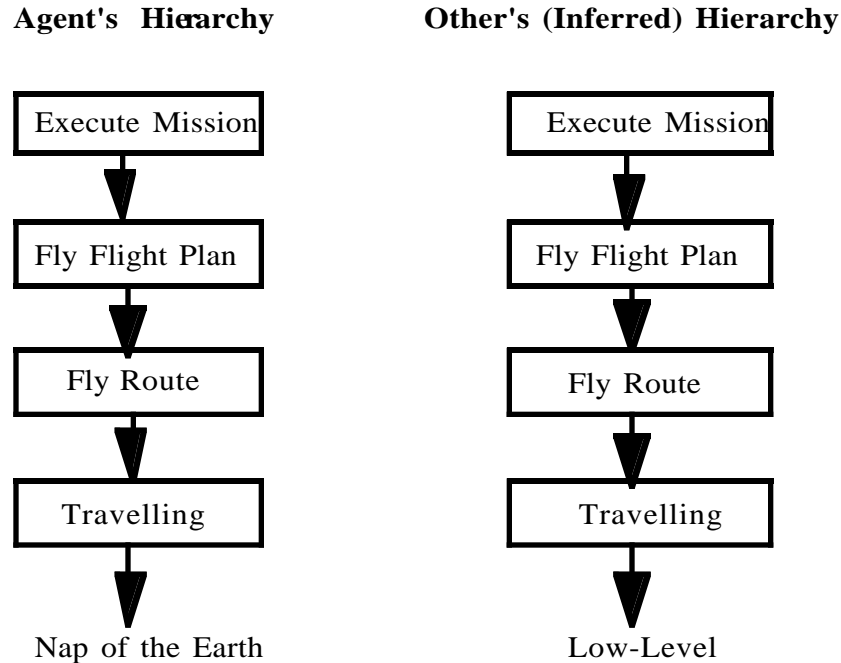 Agent's Hierarchy
Other's (Inferred) Hierarchy
Execute Mission
Execute Mission
Fly Flight Plan
Fly Flight Plan
Fly Route
Fly Route
Travelling
Travelling
Nap of the Earth
Low-Level